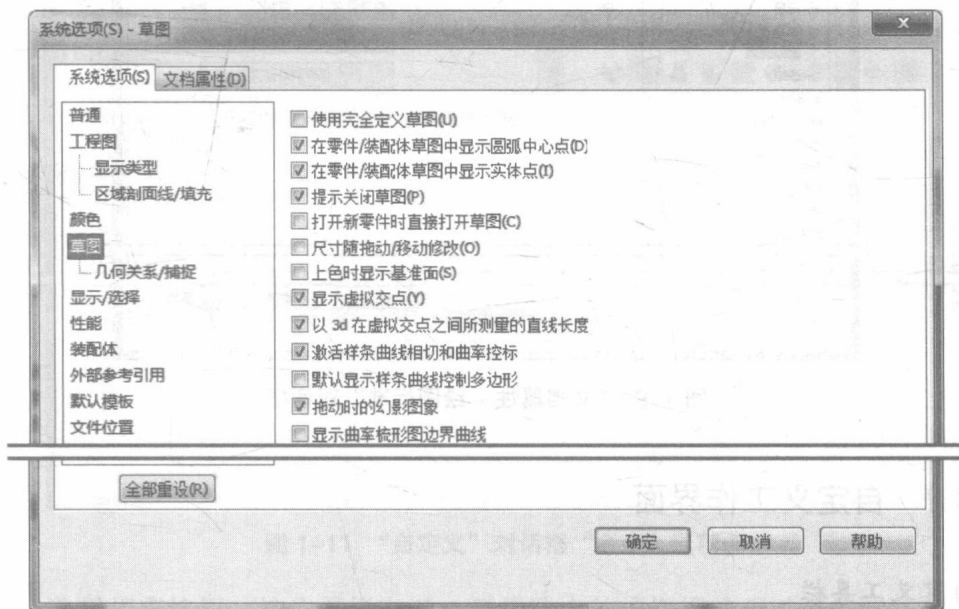 系统选项(S) - 草图
系统选项(S) 文档属性(D)
普通
工程图
显示类型
区域剖面线/填充
颜色
草图
几何关系/捕捉
显示/选择
性能
装配体
外部参考引用
默认模板
文件位置
使用完全定义草图(U)
在零件/装配体草图中显示圆弧中心点(D)
在零件/装配体草图中显示实体点(I)
提示关闭草图(P)
打开新零件时直接打开草图(C)
尺寸随拖动/移动修改(O)
上色时显示基准面(S)
显示虚拟交点(Y)
以 3d 在虚拟交点之间所测量的直线长度
激活样条曲线相切和曲率控标
默认显示样条曲线控制多边形
拖动时的幻影图象
显示曲率梳形图边界曲线
全部重设(R)
确定 取消 帮助